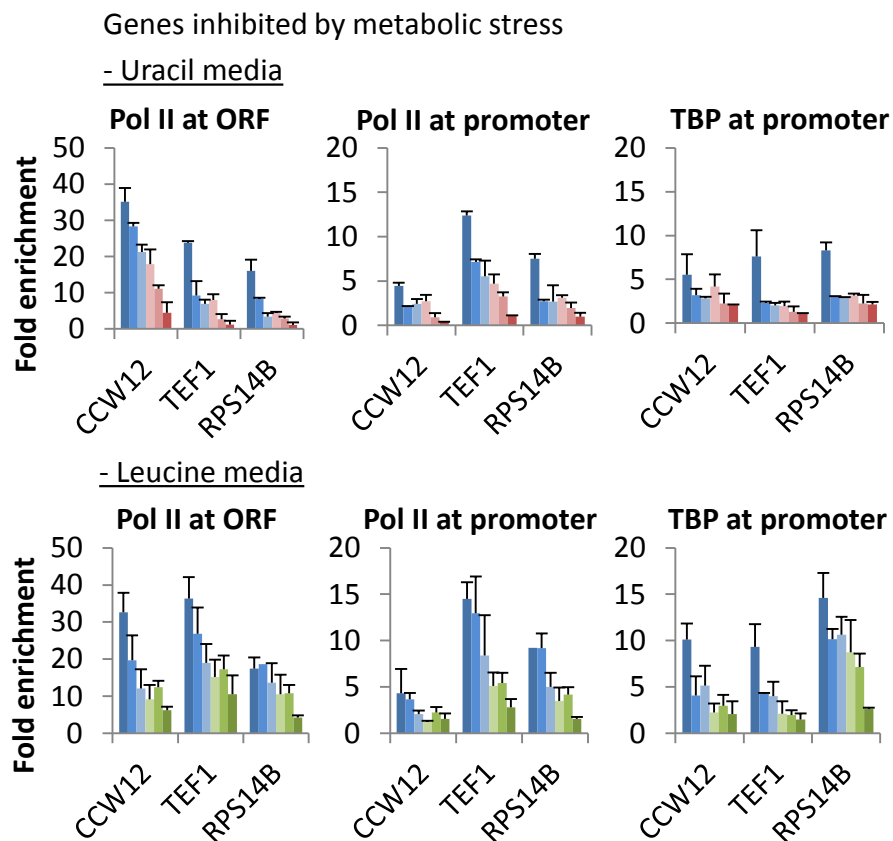 Genes inhibited by metabolic stress
- Uracil media
Pol II at ORF
Pol II at promoter
TBP at promoter
Fold enrichment
50
40
30
20
10
0
20
15
10
5
0
20
15
10
5
0
CCW12
TEF1
RPS14B
CCW12
TEF1
RPS14B
CCW12
TEF1
RPS14B
- Leucine media
Pol II at ORF
Pol II at promoter
TBP at promoter
Fold enrichment
50
40
30
20
10
0
20
15
10
5
0
20
15
10
5
0
CCW12
TEF1
RPS14B
CCW12
TEF1
RPS14B
CCW12
TEF1
RPS14B